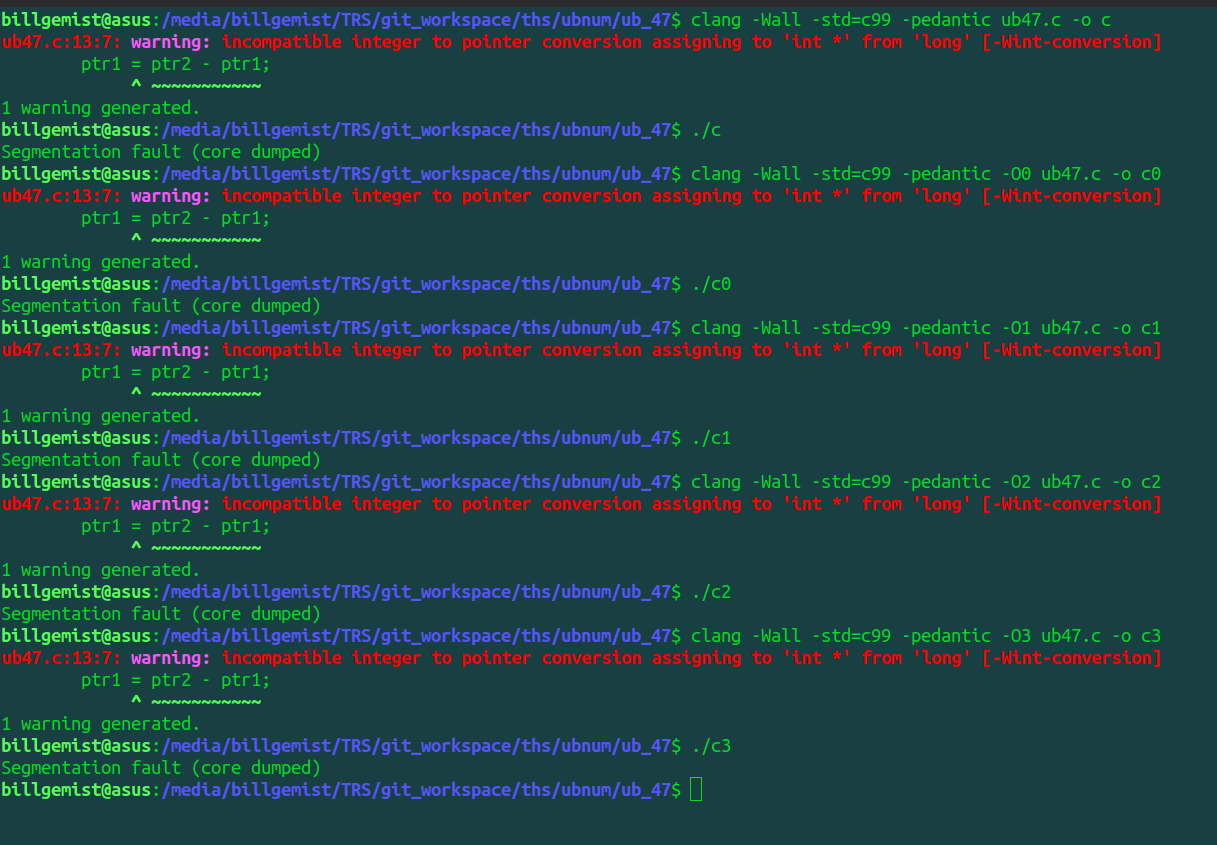 billgemist@asus:/media/billgemist/TRS/git_workspace/ths/ubnum/ub_47$ clang -Wall -std=c99 -pedantic ub47.c -o c
ub47.c:13:7: warning: incompatible integer to pointer conversion assigning to 'int *' from 'long' [-Wint-conversion]
        ptr1 = ptr2 - ptr1;
             ^ ~~~~~~~~~~~
1 warning generated.
billgemist@asus:/media/billgemist/TRS/git_workspace/ths/ubnum/ub_47$ ./c
Segmentation fault (core dumped)
billgemist@asus:/media/billgemist/TRS/git_workspace/ths/ubnum/ub_47$ clang -Wall -std=c99 -pedantic -O0 ub47.c -o c0
ub47.c:13:7: warning: incompatible integer to pointer conversion assigning to 'int *' from 'long' [-Wint-conversion]
        ptr1 = ptr2 - ptr1;
             ^ ~~~~~~~~~~~
1 warning generated.
billgemist@asus:/media/billgemist/TRS/git_workspace/ths/ubnum/ub_47$ ./c0
Segmentation fault (core dumped)
billgemist@asus:/media/billgemist/TRS/git_workspace/ths/ubnum/ub_47$ clang -Wall -std=c99 -pedantic -O1 ub47.c -o c1
ub47.c:13:7: warning: incompatible integer to pointer conversion assigning to 'int *' from 'long' [-Wint-conversion]
        ptr1 = ptr2 - ptr1;
             ^ ~~~~~~~~~~~
1 warning generated.
billgemist@asus:/media/billgemist/TRS/git_workspace/ths/ubnum/ub_47$ ./c1
Segmentation fault (core dumped)
billgemist@asus:/media/billgemist/TRS/git_workspace/ths/ubnum/ub_47$ clang -Wall -std=c99 -pedantic -O2 ub47.c -o c2
ub47.c:13:7: warning: incompatible integer to pointer conversion assigning to 'int *' from 'long' [-Wint-conversion]
        ptr1 = ptr2 - ptr1;
             ^ ~~~~~~~~~~~
1 warning generated.
billgemist@asus:/media/billgemist/TRS/git_workspace/ths/ubnum/ub_47$ ./c2
Segmentation fault (core dumped)
billgemist@asus:/media/billgemist/TRS/git_workspace/ths/ubnum/ub_47$ clang -Wall -std=c99 -pedantic -O3 ub47.c -o c3
ub47.c:13:7: warning: incompatible integer to pointer conversion assigning to 'int *' from 'long' [-Wint-conversion]
        ptr1 = ptr2 - ptr1;
             ^ ~~~~~~~~~~~
1 warning generated.
billgemist@asus:/media/billgemist/TRS/git_workspace/ths/ubnum/ub_47$ ./c3
Segmentation fault (core dumped)
billgemist@asus:/media/billgemist/TRS/git_workspace/ths/ubnum/ub_47$